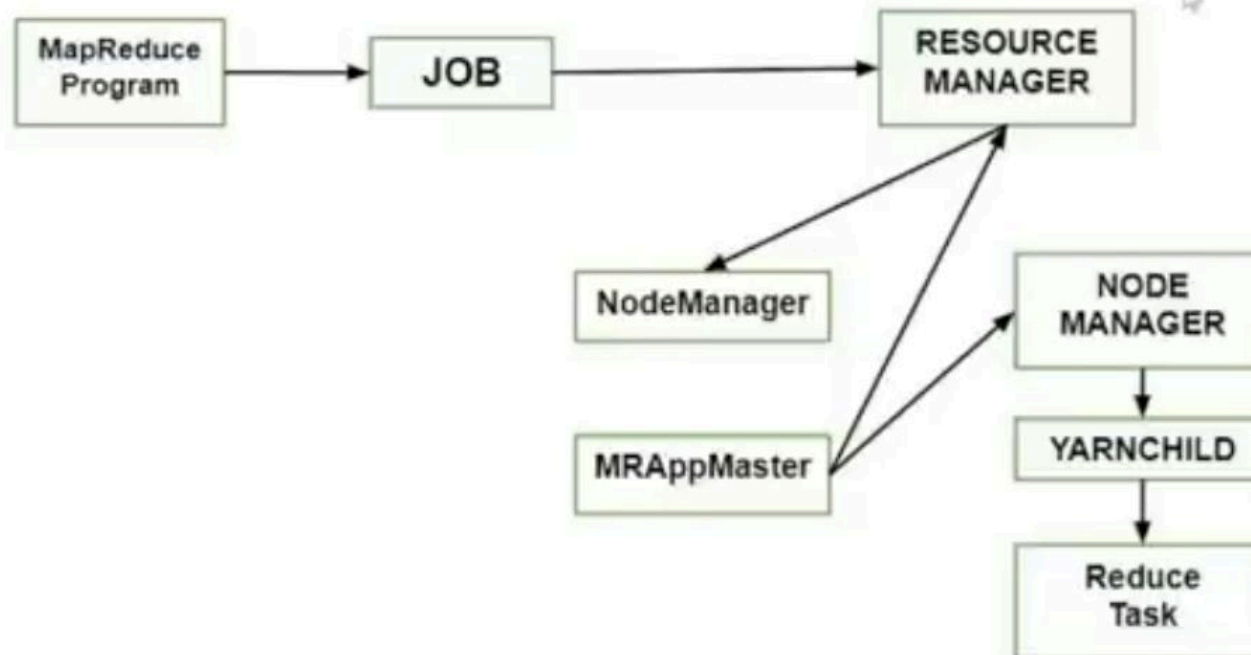 MapReduce
Program
JOB
RESOURCE
MANAGER
NodeManager
NODE
MANAGER
MRAppMaster
YARNCHILD
Reduce
Task